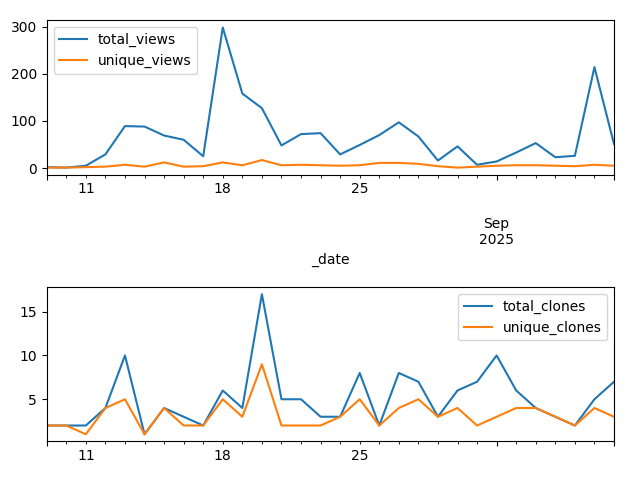 300
200
100
0
total_views
unique_views
11
18
25
Sep
2025
_date
15
10
5
total_clones
unique_clones
11
18
25